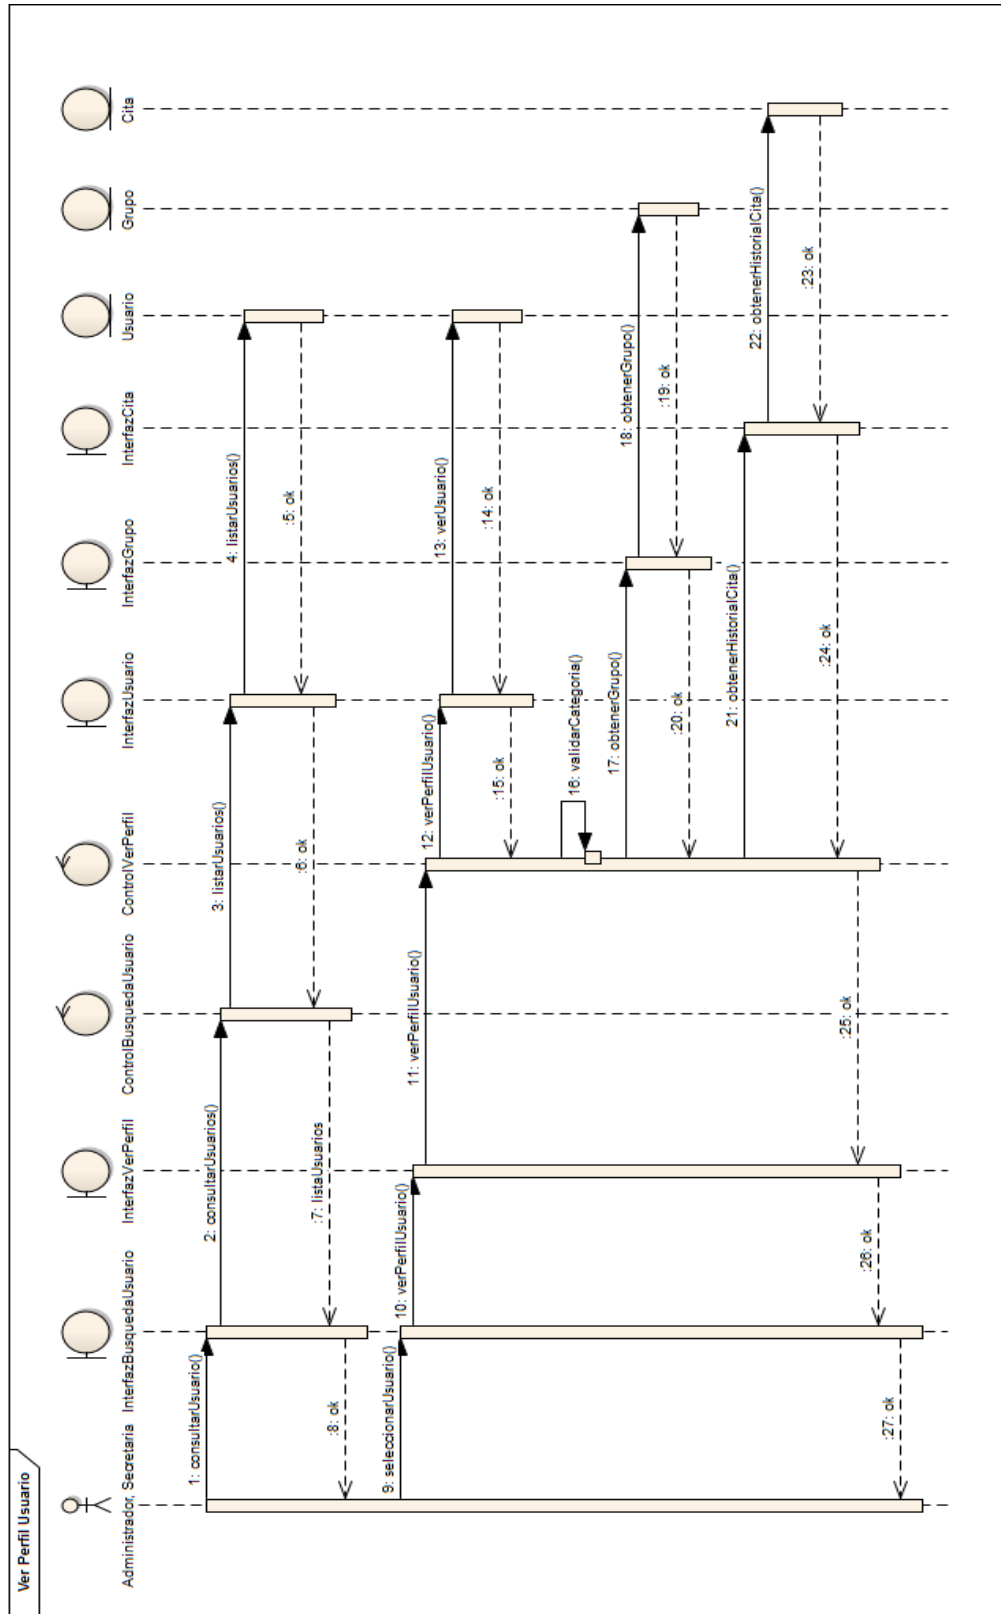 Ver Perfil Usuario
Administrador, Secretaria
InterfazBusquedaUsuario
InterfazVerPerfil
ControlBusquedaUsuario
ControlVerPerfil
InterfazUsuario
InterfazGrupo
InterfazCita
Usuario
Grupo
Cita
1: consultarUsuario()
2: consultarUsuarios()
3: listarUsuarios()
4: listarUsuarios()
:5: ok
:6: ok
:7: listaUsuarios
:8: ok
9: seleccionarUsuario()
10: verPerfilUsuario()
11: verPerfilUsuario()
12: verPerfilUsuario()
13: verUsuario()
:14: ok
:15: ok
16: validarCategoria()
17: obtenerGrupo()
18: obtenerGrupo()
:19: ok
:20: ok
21: obtenerHistorialCita()
22: obtenerHistorialCita()
:23: ok
:24: ok
:25: ok
:26: ok
:27: ok